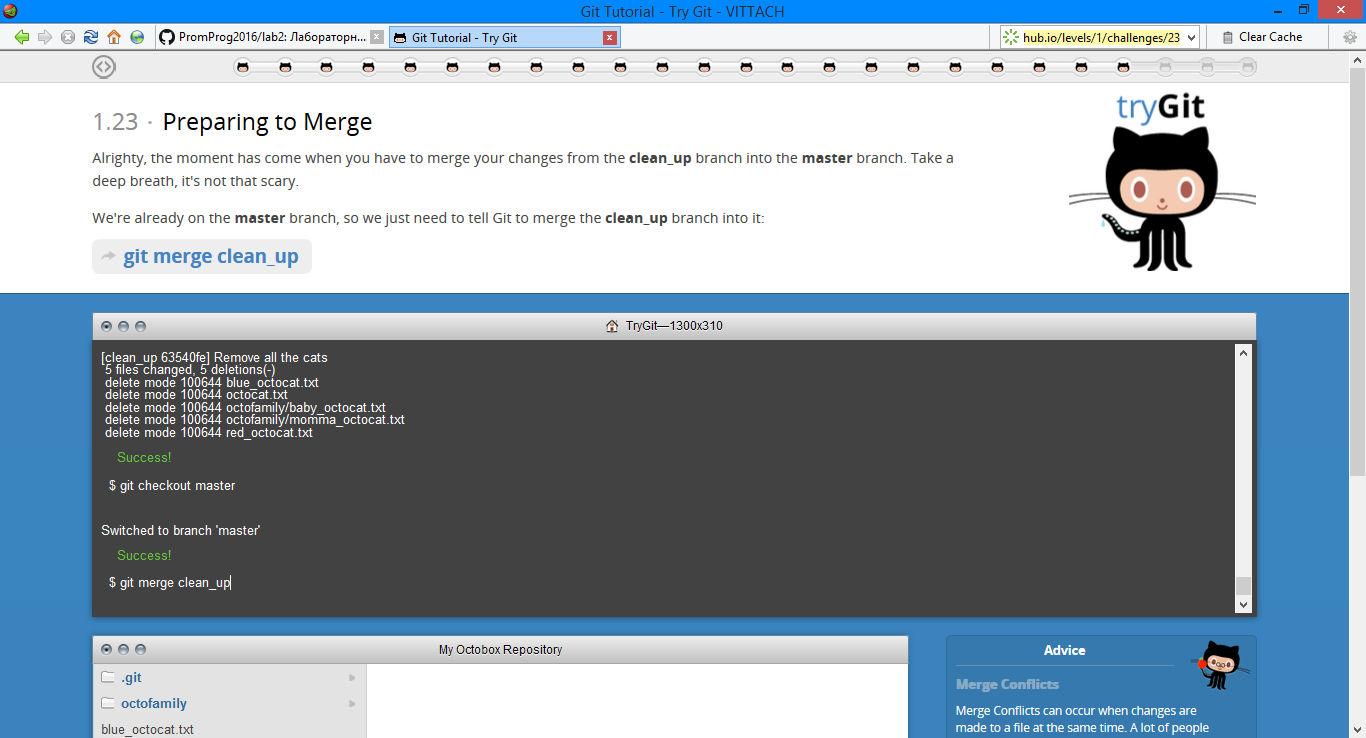 Git Tutorial - Try Git - VITTACH
PromProg2016/lab2: Лабораторн...
Git Tutorial - Try Git
hub.io/levels/1/challenges/23
Clear Cache
1.23 · Preparing to Merge
Alrighty, the moment has come when you have to merge your changes from the clean_up branch into the master branch. Take a
deep breath, it's not that scary.
We're already on the master branch, so we just need to tell Git to merge the clean_up branch into it:
git merge clean_up
tryGit
TryGit—1300x310
[clean_up 63540fe] Remove all the cats
5 files changed, 5 deletions(-)
delete mode 100644 blue_octocat.txt
delete mode 100644 octocat.txt
delete mode 100644 octofamily/baby_octocat.txt
delete mode 100644 octofamily/momma_octocat.txt
delete mode 100644 red_octocat.txt
Success!
$ git checkout master
Switched to branch 'master'
Success!
$ git merge clean_up
My Octobox Repository
.git
octofamily
blue_octocat.txt
Advice
Merge Conflicts
Merge Conflicts can occur when changes are
made to a file at the same time. A lot of people